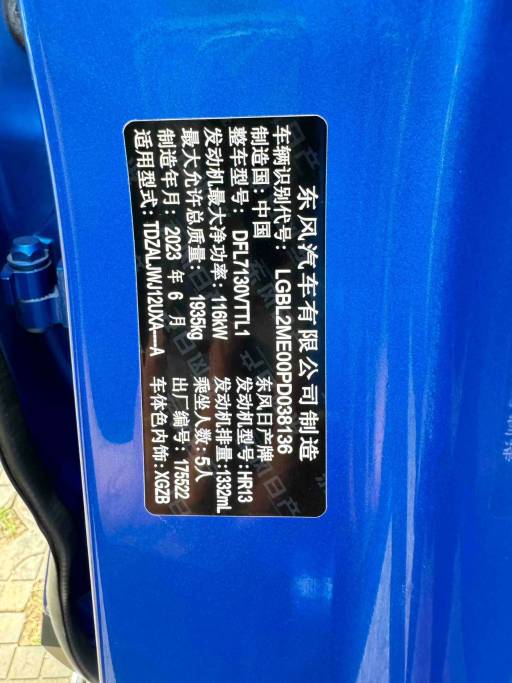 东风汽车有限公司制造
车辆识别代号: LGBL2ME00PD038136
制造国: 中国 东风日产牌
整车型号: DFL7130VTTL1 发动机型号: HR13
发动机最大净功率: 116kW 发动机排量: 1332mL
最大允许总质量: 1935kg 乘坐人数: 5人
制造年月: 2023 年 6 月 出厂编号: 175522
适用型式: TDZALJWJ12UXA—A 车体色内饰: XGZB